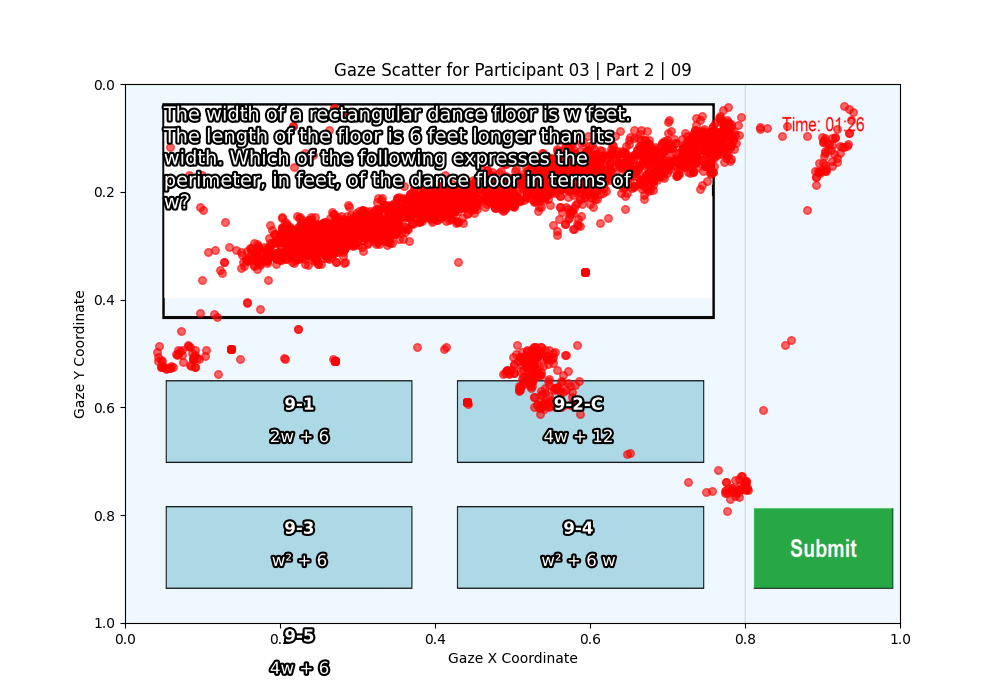 Gaze Scatter for Participant 03 | Part 2 | 09
The width of a rectangular dance floor is w feet.
The length of the floor is 6 feet longer than its
width. Which of the following expresses the
perimeter, in feet, of the dance floor in terms of
w?
Time: 01:26
9-1
2w + 6
9-2-C
4w + 12
9-3
w² + 6
9-4
w² + 6 w
Submit
9-5
4w + 6
Gaze Y Coordinate
0.0
0.2
0.4
0.6
0.8
1.0
0.0
0.2
0.4
0.6
0.8
1.0
Gaze X Coordinate